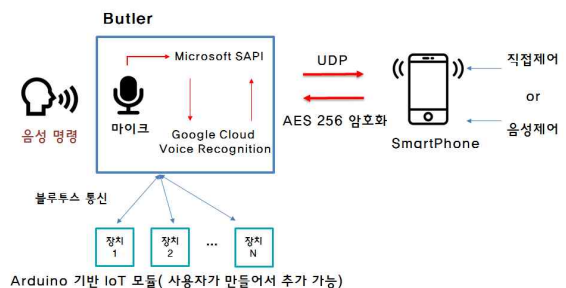 Butler
Microsoft SAPI
마이크
Google Cloud
Voice Recognition
음성 명령
UDP
AES 256 암호화
SmartPhone
직접제어
or
음성제어
블루투스 통신
장치
1
장치
2
...
장치
N
Arduino 기반 IoT 모듈( 사용자가 만들어서 추가 가능)